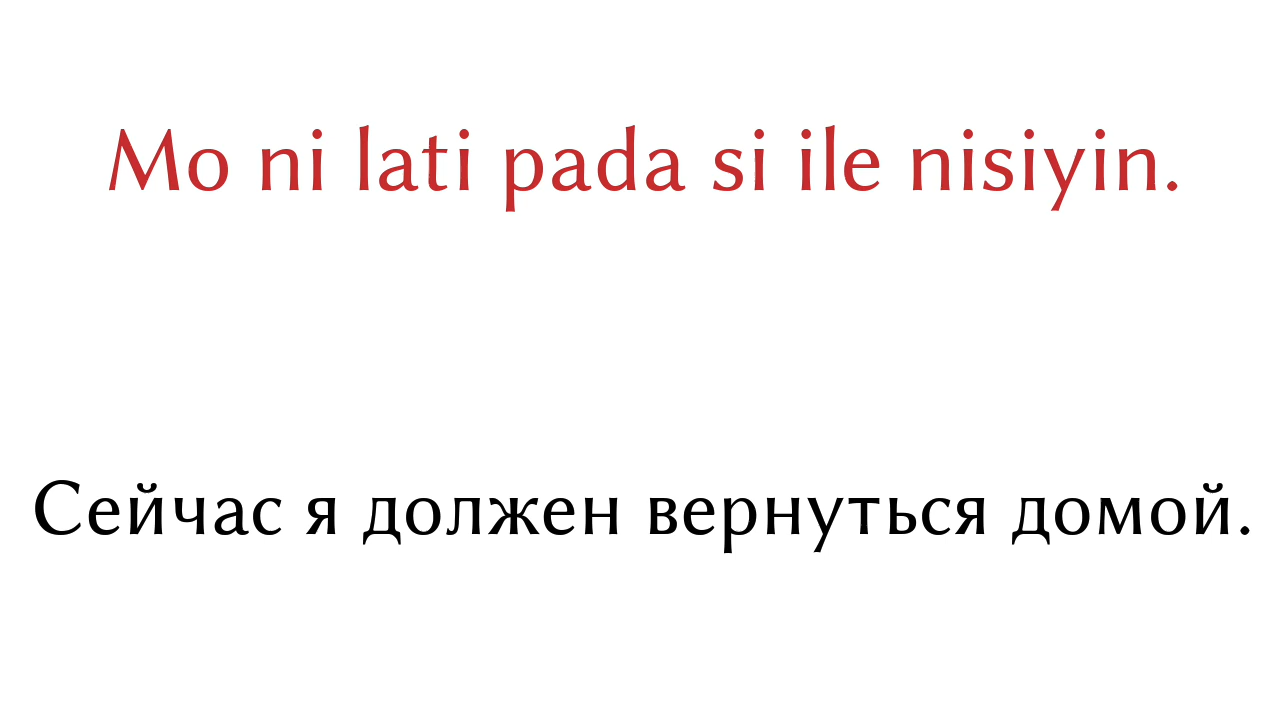 Mo ni lati pada si ile nisiyin.
Сейчас я должен вернуться домой.